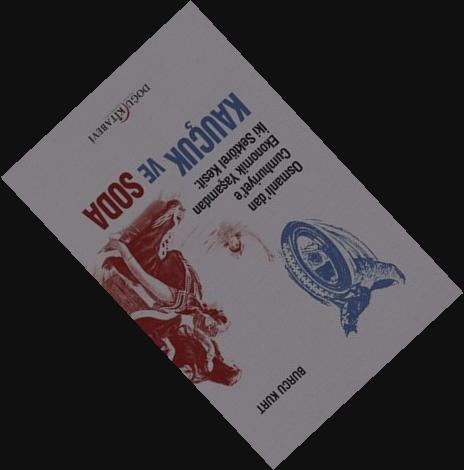 BURCU KURT
Osmanlı'dan
Cumhuriyet'e
Ekonomik Yaşamdan
İki Sektörel Kesit:
KAUÇUK VE SODA
DOĞU KİTABEVİ